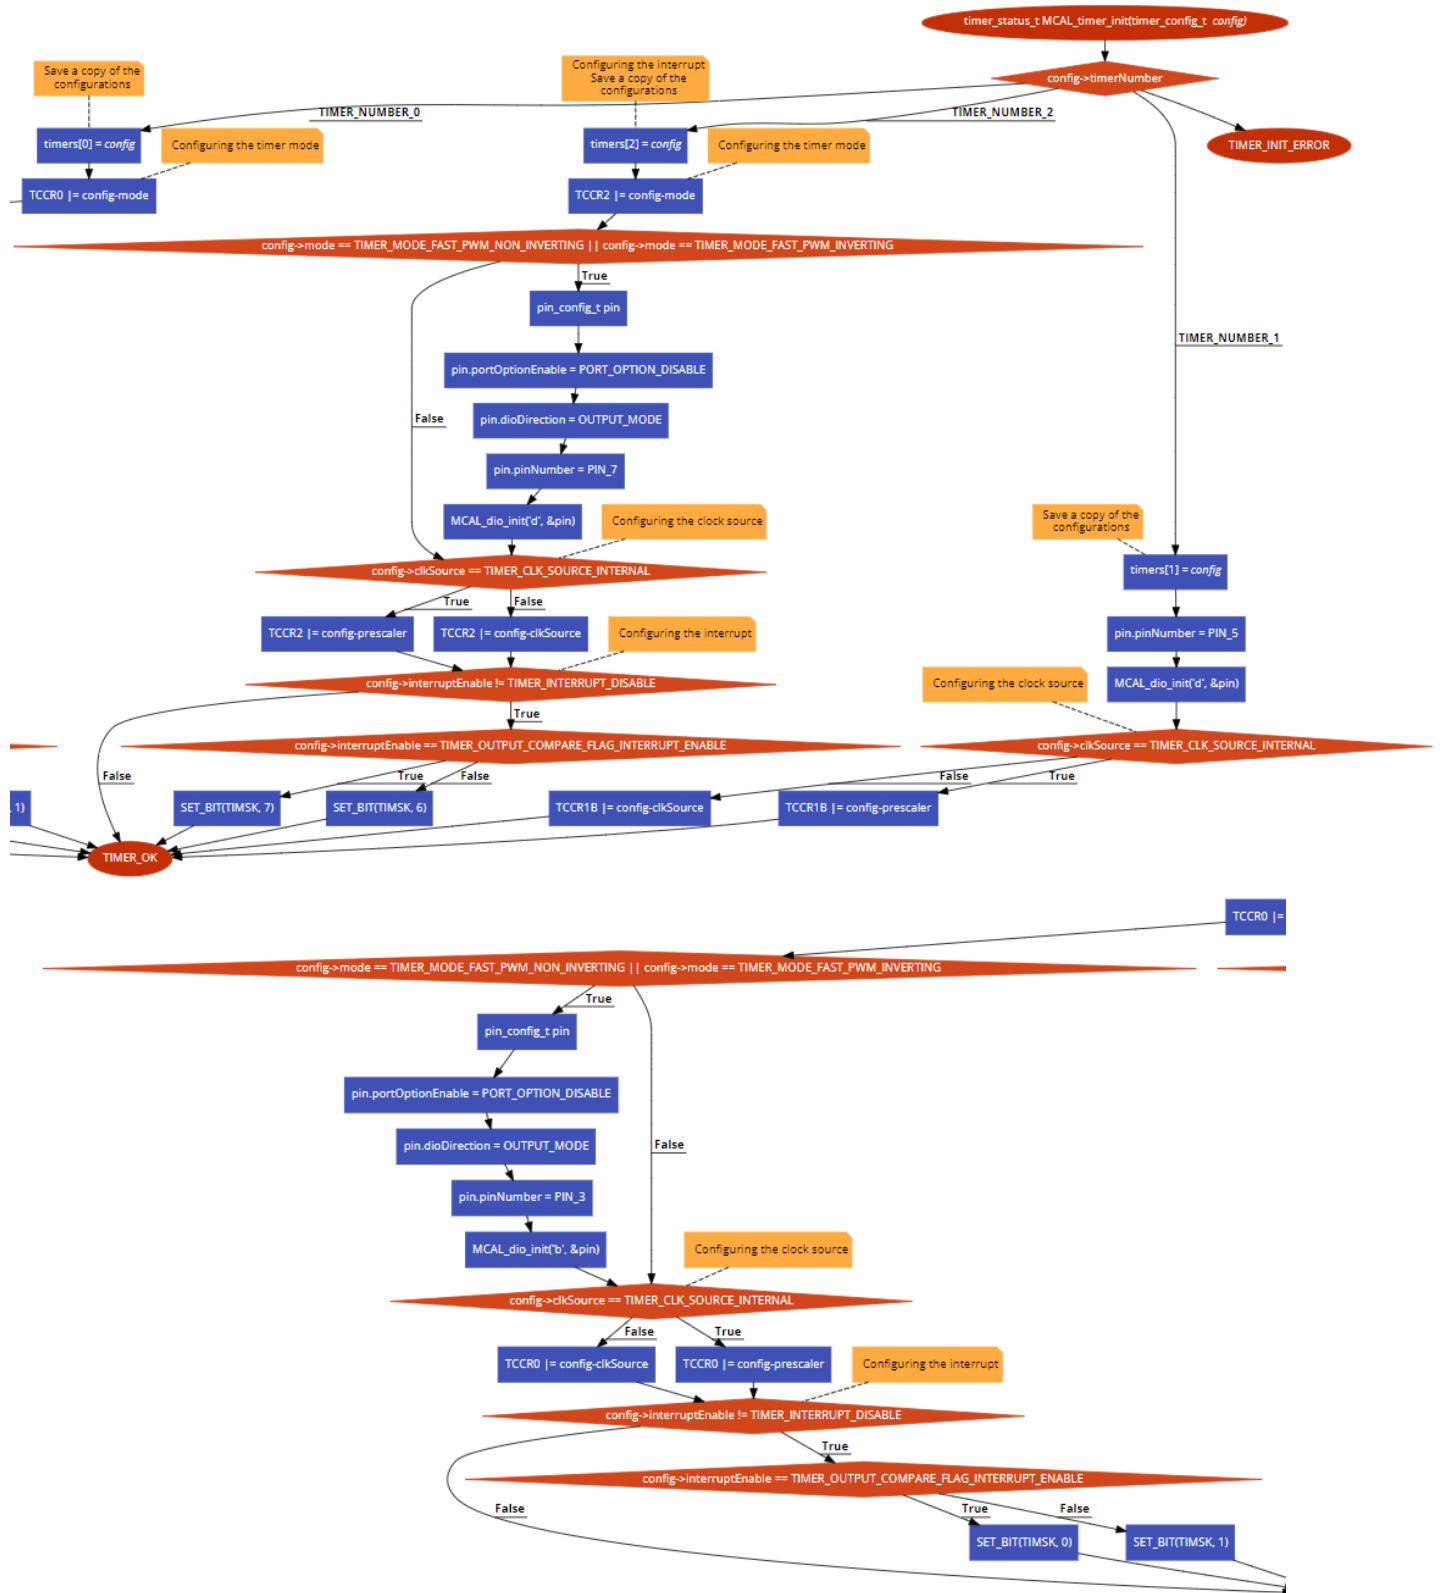 timer_status_t MCAL_timer_init(timer_config_t config)
config->timerNumber
Save a copy of the
configurations
Configuring the interrupt
Save a copy of the
configurations
TIMER_NUMBER_0
TIMER_NUMBER_2
timers[0] = config
Configuring the timer mode
timers[2] = config
Configuring the timer mode
TIMER_INIT_ERROR
TCCR0 |= config-mode
TCCR2 |= config-mode
config->mode == TIMER_MODE_FAST_PWM_NON_INVERTING || config->mode == TIMER_MODE_FAST_PWM_INVERTING
True
pin_config_t pin
TIMER_NUMBER_1
pin.portOptionEnable = PORT_OPTION_DISABLE
False
pin.dioDirection = OUTPUT_MODE
pin.pinNumber = PIN_7
MCAL_dio_init('d', &pin)
Configuring the clock source
Save a copy of the
configurations
config->clkSource == TIMER_CLK_SOURCE_INTERNAL
timers[1] = config
True
False
TCCR2 |= config-prescaler
TCCR2 |= config-clkSource
Configuring the interrupt
pin.pinNumber = PIN_5
config->interruptEnable != TIMER_INTERRUPT_DISABLE
Configuring the clock source
MCAL_dio_init('d', &pin)
True
config->interruptEnable == TIMER_OUTPUT_COMPARE_FLAG_INTERRUPT_ENABLE
config->clkSource == TIMER_CLK_SOURCE_INTERNAL
False
True
False
False
True
, 1)
SET_BIT(TIMSK, 7)
SET_BIT(TIMSK, 6)
TCCR1B |= config-clkSource
TCCR1B |= config-prescaler
TIMER_OK
TCCR0 |=
config->mode == TIMER_MODE_FAST_PWM_NON_INVERTING || config->mode == TIMER_MODE_FAST_PWM_INVERTING
True
pin_config_t pin
pin.portOptionEnable = PORT_OPTION_DISABLE
pin.dioDirection = OUTPUT_MODE
False
pin.pinNumber = PIN_3
MCAL_dio_init('b', &pin)
Configuring the clock source
config->clkSource == TIMER_CLK_SOURCE_INTERNAL
False
True
TCCR0 |= config-clkSource
TCCR0 |= config-prescaler
Configuring the interrupt
config->interruptEnable != TIMER_INTERRUPT_DISABLE
True
config->interruptEnable == TIMER_OUTPUT_COMPARE_FLAG_INTERRUPT_ENABLE
False
True
False
SET_BIT(TIMSK, 0)
SET_BIT(TIMSK, 1)